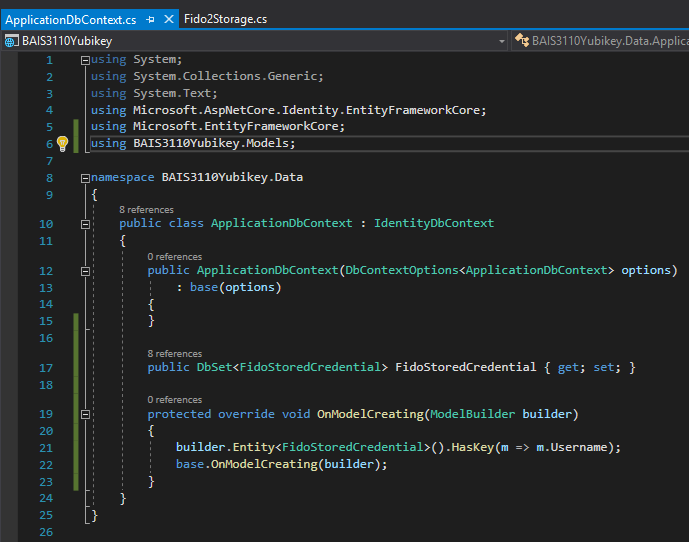 ApplicationDbContext.cs Fido2Storage.cs
BAIS3110Yubikey BAIS3110Yubikey.Data.Applica
1 using System;
2 using System.Collections.Generic;
3 using System.Text;
4 using Microsoft.AspNetCore.Identity.EntityFrameworkCore;
5 using Microsoft.EntityFrameworkCore;
6 using BAIS3110Yubikey.Models;
7
8 namespace BAIS3110Yubikey.Data
9 {
8 references
10 public class ApplicationDbContext : IdentityDbContext
11 {
0 references
12 public ApplicationDbContext(DbContextOptions<ApplicationDbContext> options)
13 : base(options)
14 {
15 }
16
8 references
17 public DbSet<FidoStoredCredential> FidoStoredCredential { get; set; }
18
0 references
19 protected override void OnModelCreating(ModelBuilder builder)
20 {
21 builder.Entity<FidoStoredCredential>().HasKey(m => m.Username);
22 base.OnModelCreating(builder);
23 }
24 }
25 }
26